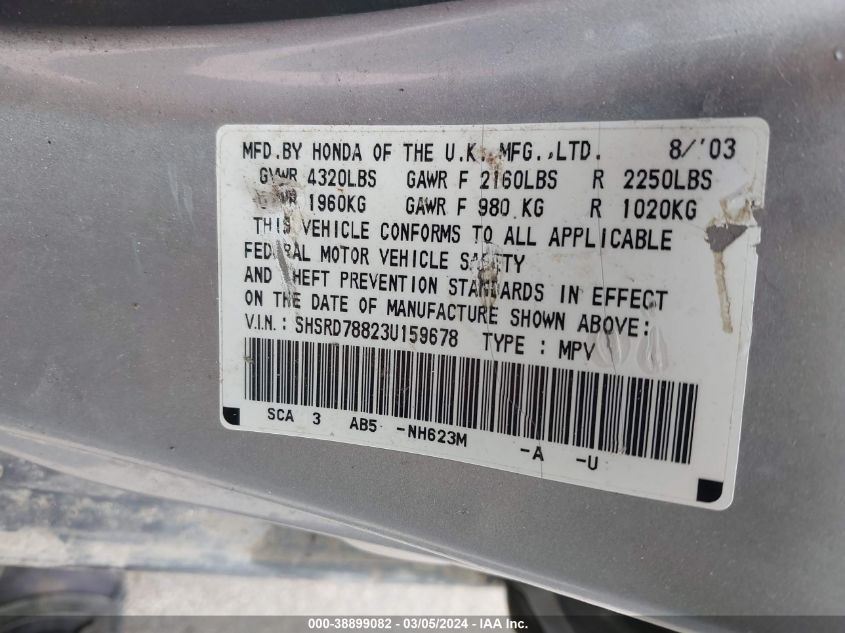 MFD.BY HONDA OF THE U.K. MFG.,LTD. 8/'03
GVWR 4320LBS GAWR F 2160LBS R 2250LBS
GVWR 1960KG GAWR F 980 KG R 1020KG
THIS VEHICLE CONFORMS TO ALL APPLICABLE
FEDERAL MOTOR VEHICLE SAFETY
AND THEFT PREVENTION STANDARDS IN EFFECT
ON THE DATE OF MANUFACTURE SHOWN ABOVE:
V.I.N.: SHSRD78823U159678 TYPE : MPV
SCA 3 AB5 -NH623M -A -U
000-38899082 - 03/05/2024 - IAA Inc.